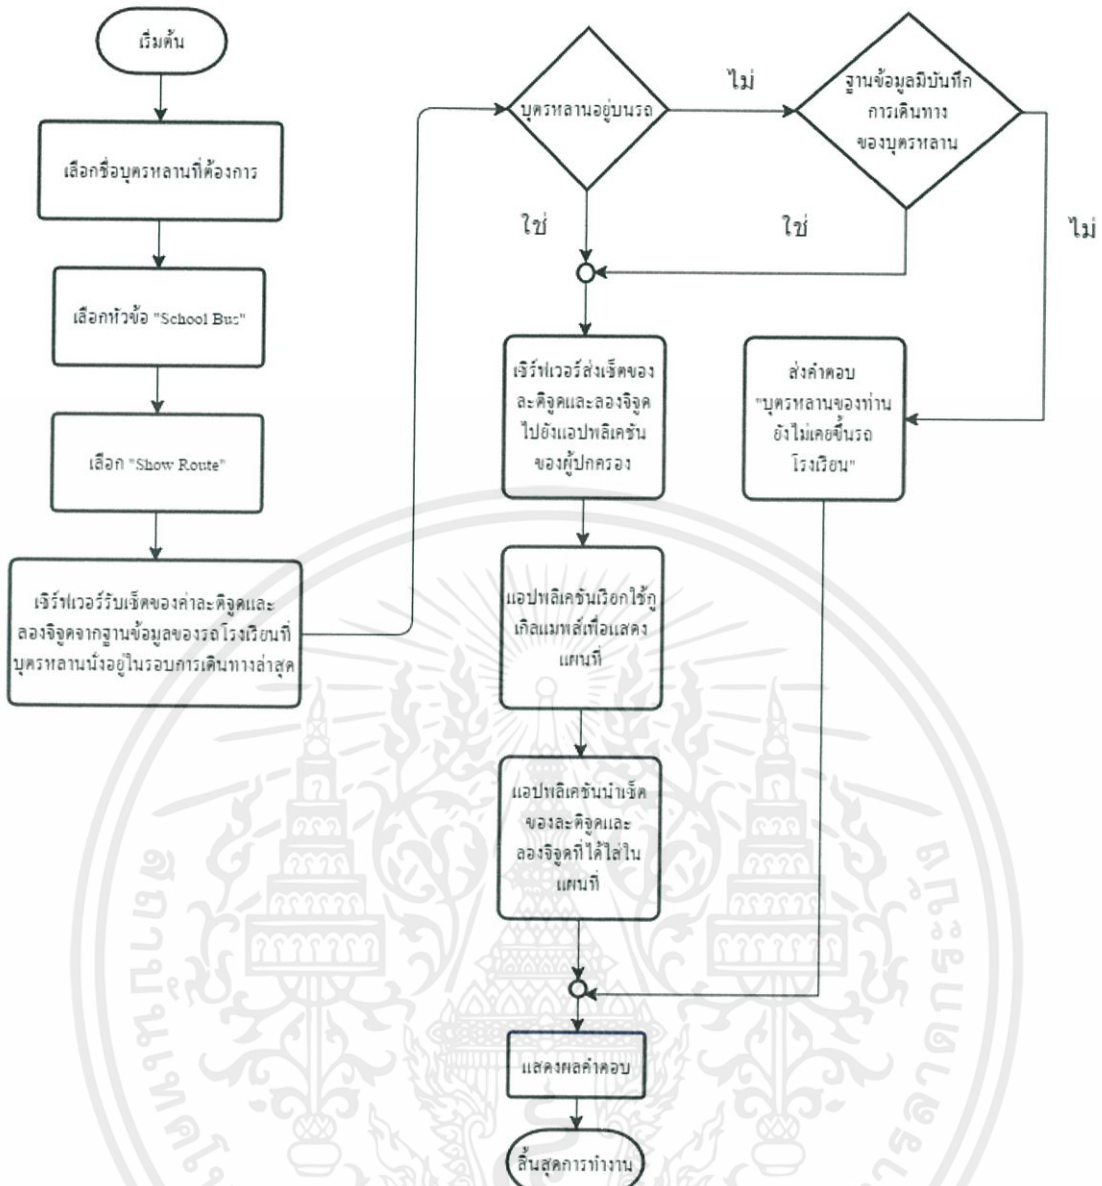 เริ่มต้น
เลือกชื่อบุตรหลานที่ต้องการ
เลือกหัวข้อ "School Bus"
เลือก "Show Route"
เซิร์ฟเวอร์รับเซ็ตของค่าละติจูดและ
ลองจิจูดจากฐานข้อมูลของรถโรงเรียนที่
บุตรหลานนั่งอยู่ในรอบการเดินทางล่าสุด
บุตรหลานอยู่บนรถ
ไม่
ฐานข้อมูลมีบันทึก
การเดินทาง
ของบุตรหลาน
ใช่
ใช่
ไม่
เซิร์ฟเวอร์ส่งเซ็ตของ
ละติจูดและลองจิจูด
ไปยังแอปพลิเคชัน
ของผู้ปกครอง
ส่งคำตอบ
"บุตรหลานของท่าน
ยังไม่เคยขึ้นรถ
โรงเรียน"
แอปพลิเคชันเรียกใช้กู
เกิลแมพส์เพื่อแสดง
แผนที่
แอปพลิเคชันนำเซ็ต
ของละติจูดและ
ลองจิจูดที่ได้ใส่ใน
แผนที่
แสดงผลคำตอบ
สิ้นสุดการทำงาน